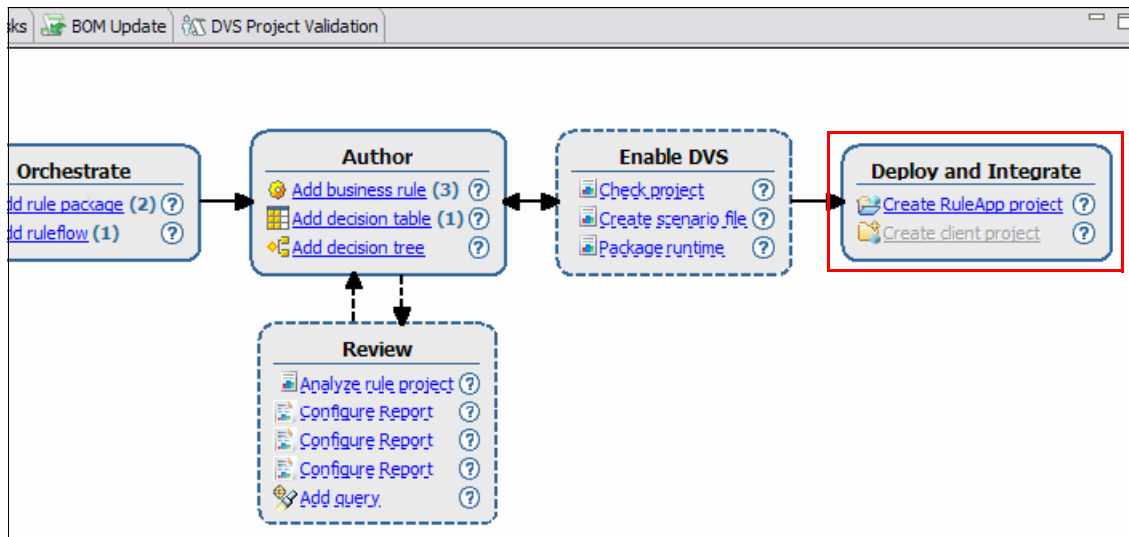 sks BOM Update DVS Project Validation
Orchestrate
dd rule package (2) ?
dd ruleflow (1) ?
Author
Add business rule (3) ?
Add decision table (1) ?
Add decision tree ?
Enable DVS
Check project ?
Create scenario file ?
Package runtime ?
Deploy and Integrate
Create RuleApp project ?
Create client project ?
Review
Analyze rule project ?
Configure Report ?
Configure Report ?
Configure Report ?
Add query ?